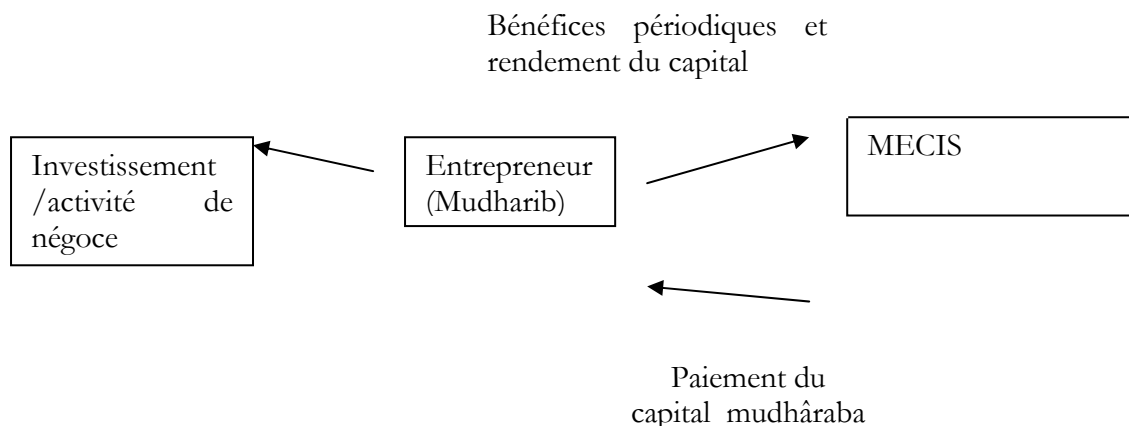 Bénéfices périodiques et
rendement du capital
Investissement
/activité de
négoce
Entrepreneur
(Mudharib)
MECIS
Paiement du
capital mudhâraba